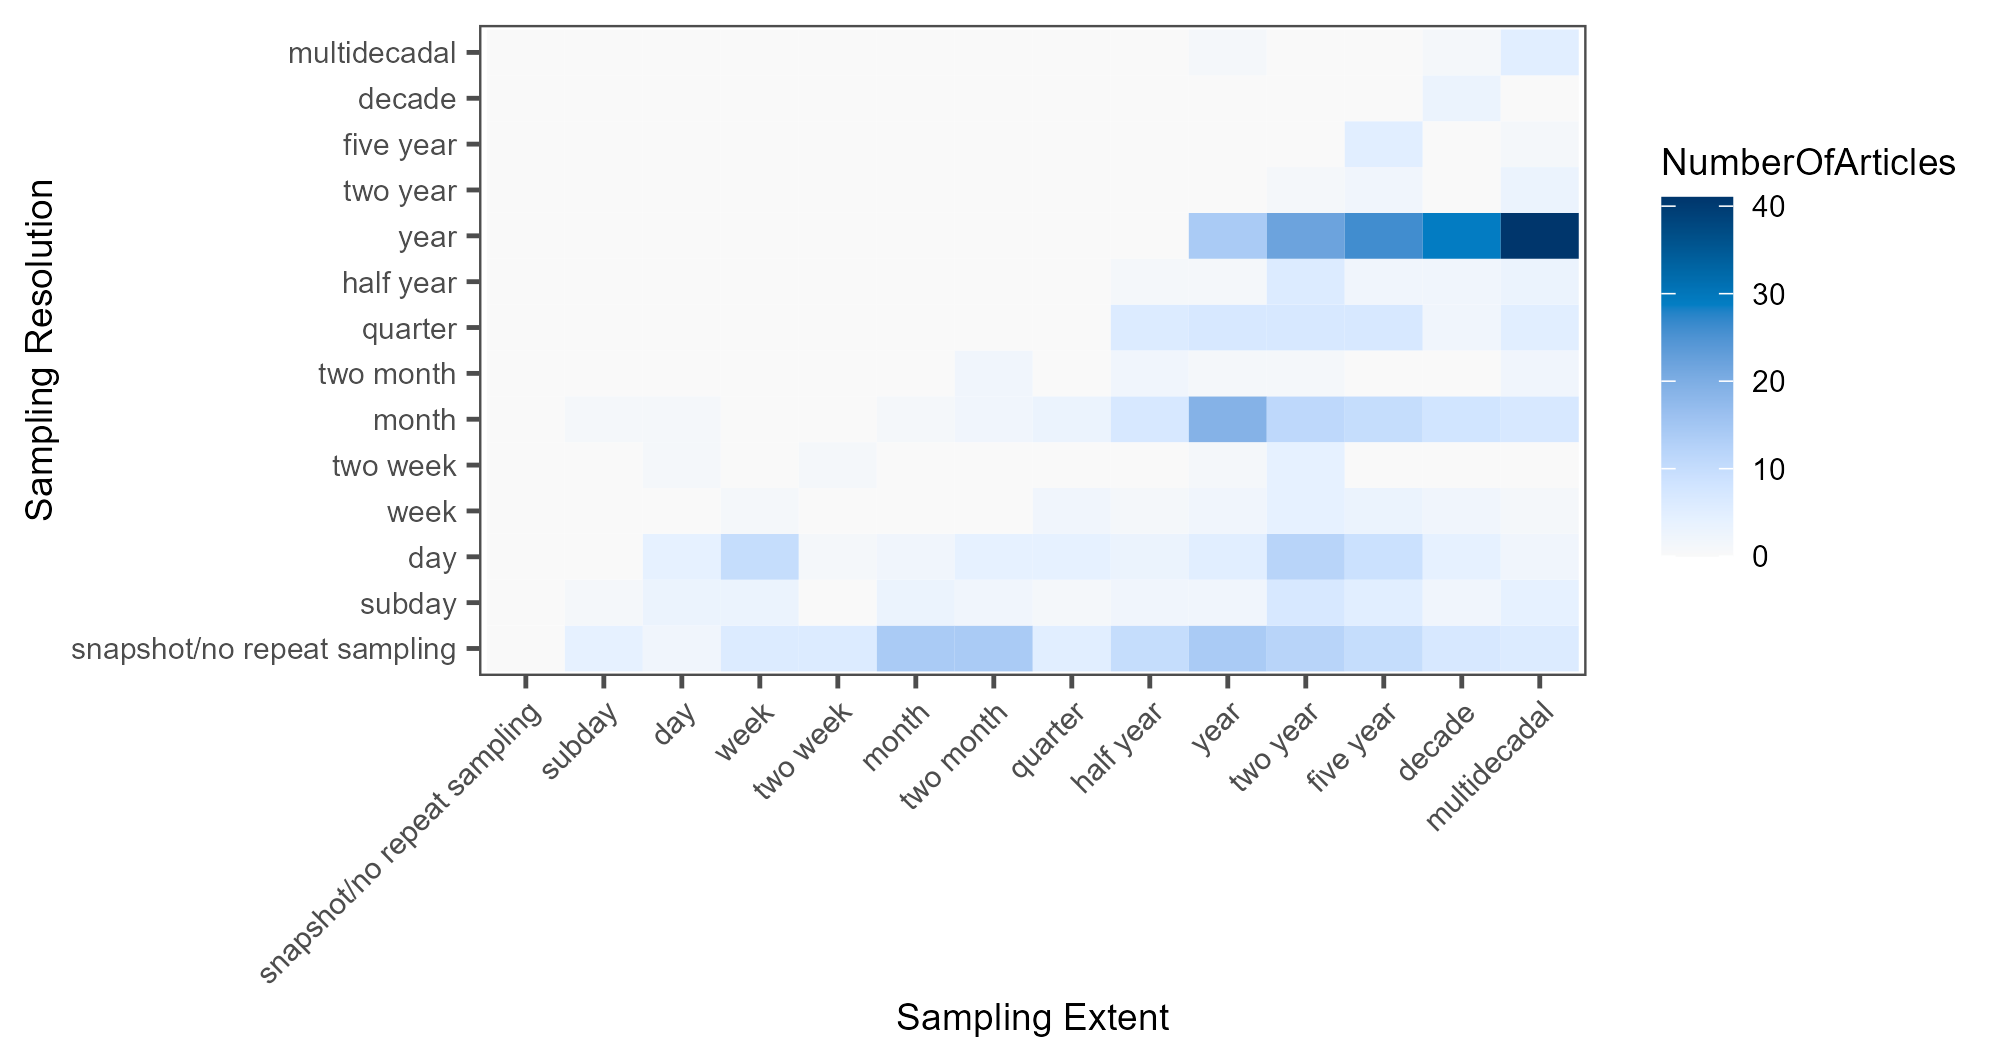 Sampling Resolution
multidecadal
decade
five year
two year
year
half year
quarter
two month
month
two week
week
day
subday
snapshot/no repeat sampling
snapshot/no repeat sampling
subday
day
week
two week
month
two month
quarter
half year
year
two year
five year
decade
multidecadal
Sampling Extent
NumberOfArticles
40
30
20
10
0